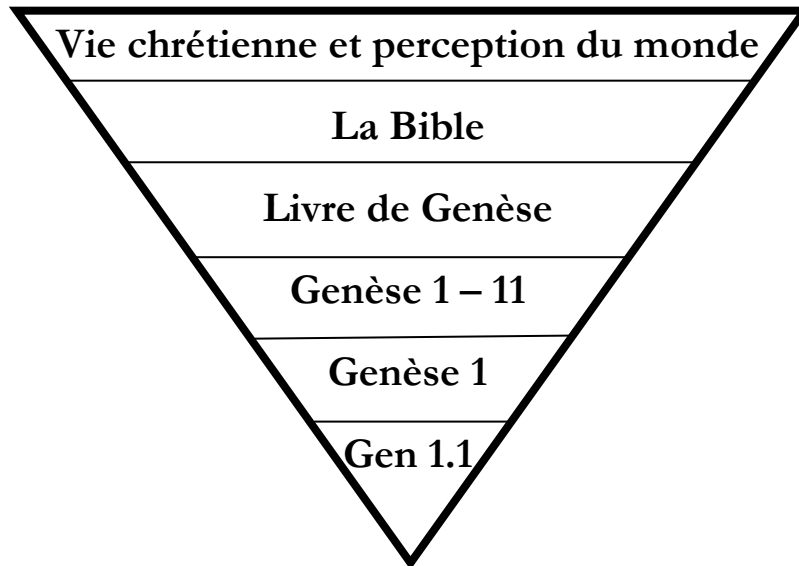 Vie chrétienne et perception du monde
La Bible
Livre de Genèse
Genèse 1 – 11
Genèse 1
Gen 1.1